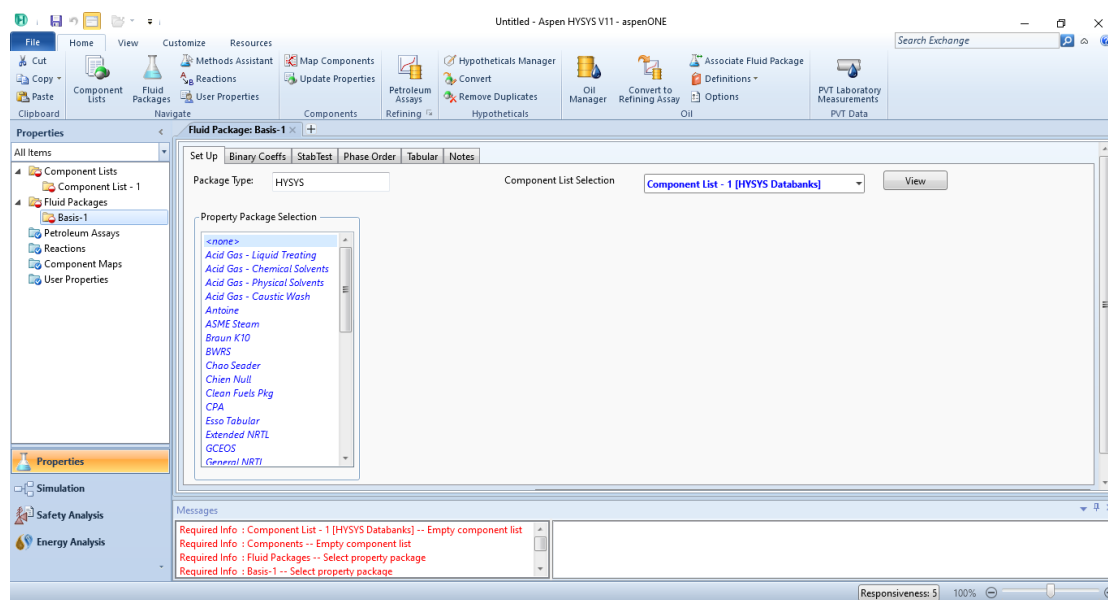 Untitled - Aspen HYSYS V11 - aspenONE
File Home View Customize Resources
Search Exchange
Cut
Copy
Paste
Clipboard
Component Lists
Fluid Packages
Methods Assistant
Reactions
User Properties
Navigate
Map Components
Update Properties
Components
Petroleum Assays
Refining
Hypotheticals Manager
Convert
Remove Duplicates
Hypotheticals
Oil Manager
Convert to Refining Assay
Associate Fluid Package
Definitions
Options
Oil
PVT Laboratory Measurements
PVT Data
Properties
All Items
Component Lists
Component List - 1
Fluid Packages
Basis-1
Petroleum Assays
Reactions
Component Maps
User Properties
Properties
Simulation
Safety Analysis
Energy Analysis
Fluid Package: Basis-1
Set Up Binary Coeffs StabTest Phase Order Tabular Notes
Package Type: HYSYS Component List Selection Component List - 1 [HYSYS Databanks] View
Property Package Selection
<none>
Acid Gas - Liquid Treating
Acid Gas - Chemical Solvents
Acid Gas - Physical Solvents
Acid Gas - Caustic Wash
Antoine
ASME Steam
Braun K10
BWRS
Chao Seader
Chien Null
Clean Fuels Pkg
CPA
Esso Tabular
Extended NRTL
GCEOS
General NRTL
Messages
Required Info : Component List - 1 [HYSYS Databanks] -- Empty component list
Required Info : Components -- Empty component list
Required Info : Fluid Packages -- Select property package
Required Info : Basis-1 -- Select property package
Responsiveness: 5 100%